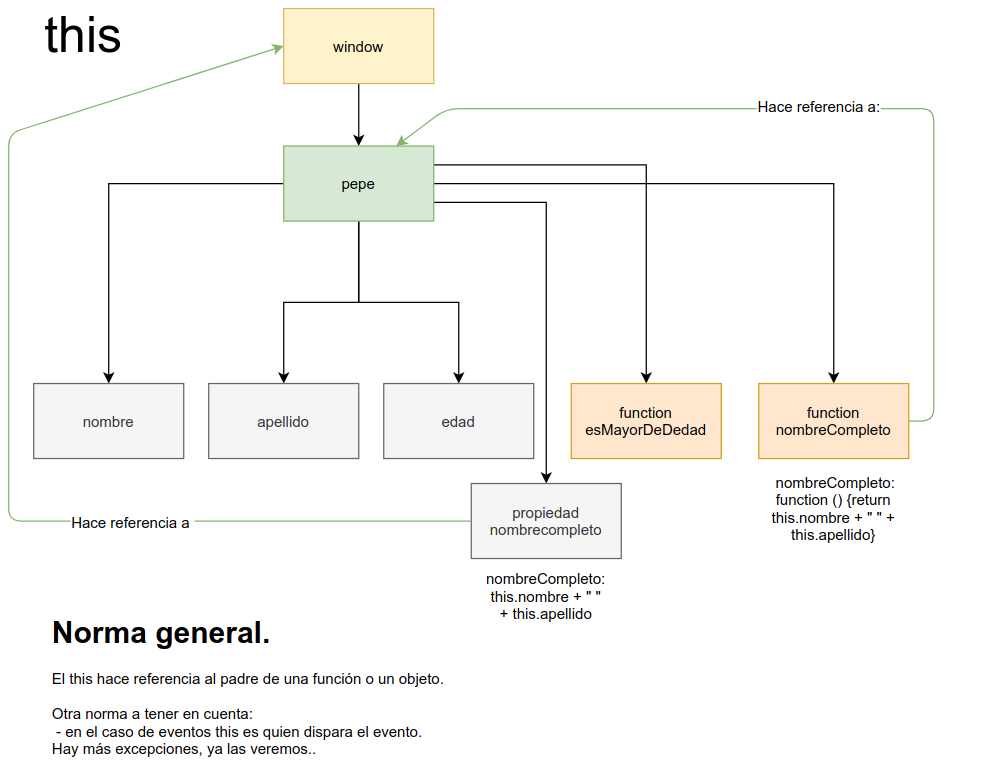 this
window
Hace referencia a:
pepe
nombre
apellido
edad
function
esMayorDeDedad
function
nombreCompleto
nombreCompleto:
function () {return
this.nombre + " " +
this.apellido}
Hace referencia a
propiedad
nombrecompleto
nombreCompleto:
this.nombre + " "
+ this.apellido
Norma general.
El this hace referencia al padre de una función o un objeto.
Otra norma a tener en cuenta:
- en el caso de eventos this es quien dispara el evento.
Hay más excepciones, ya las veremos..